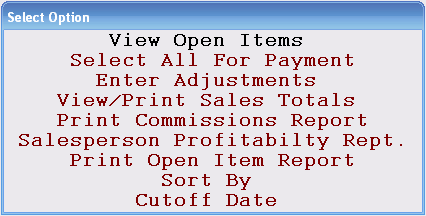 Select Option
View Open Items
Select All For Payment
Enter Adjustments
View/Print Sales Totals
Print Commissions Report
Salesperson Profitabilty Rept.
Print Open Item Report
Sort By
Cutoff Date